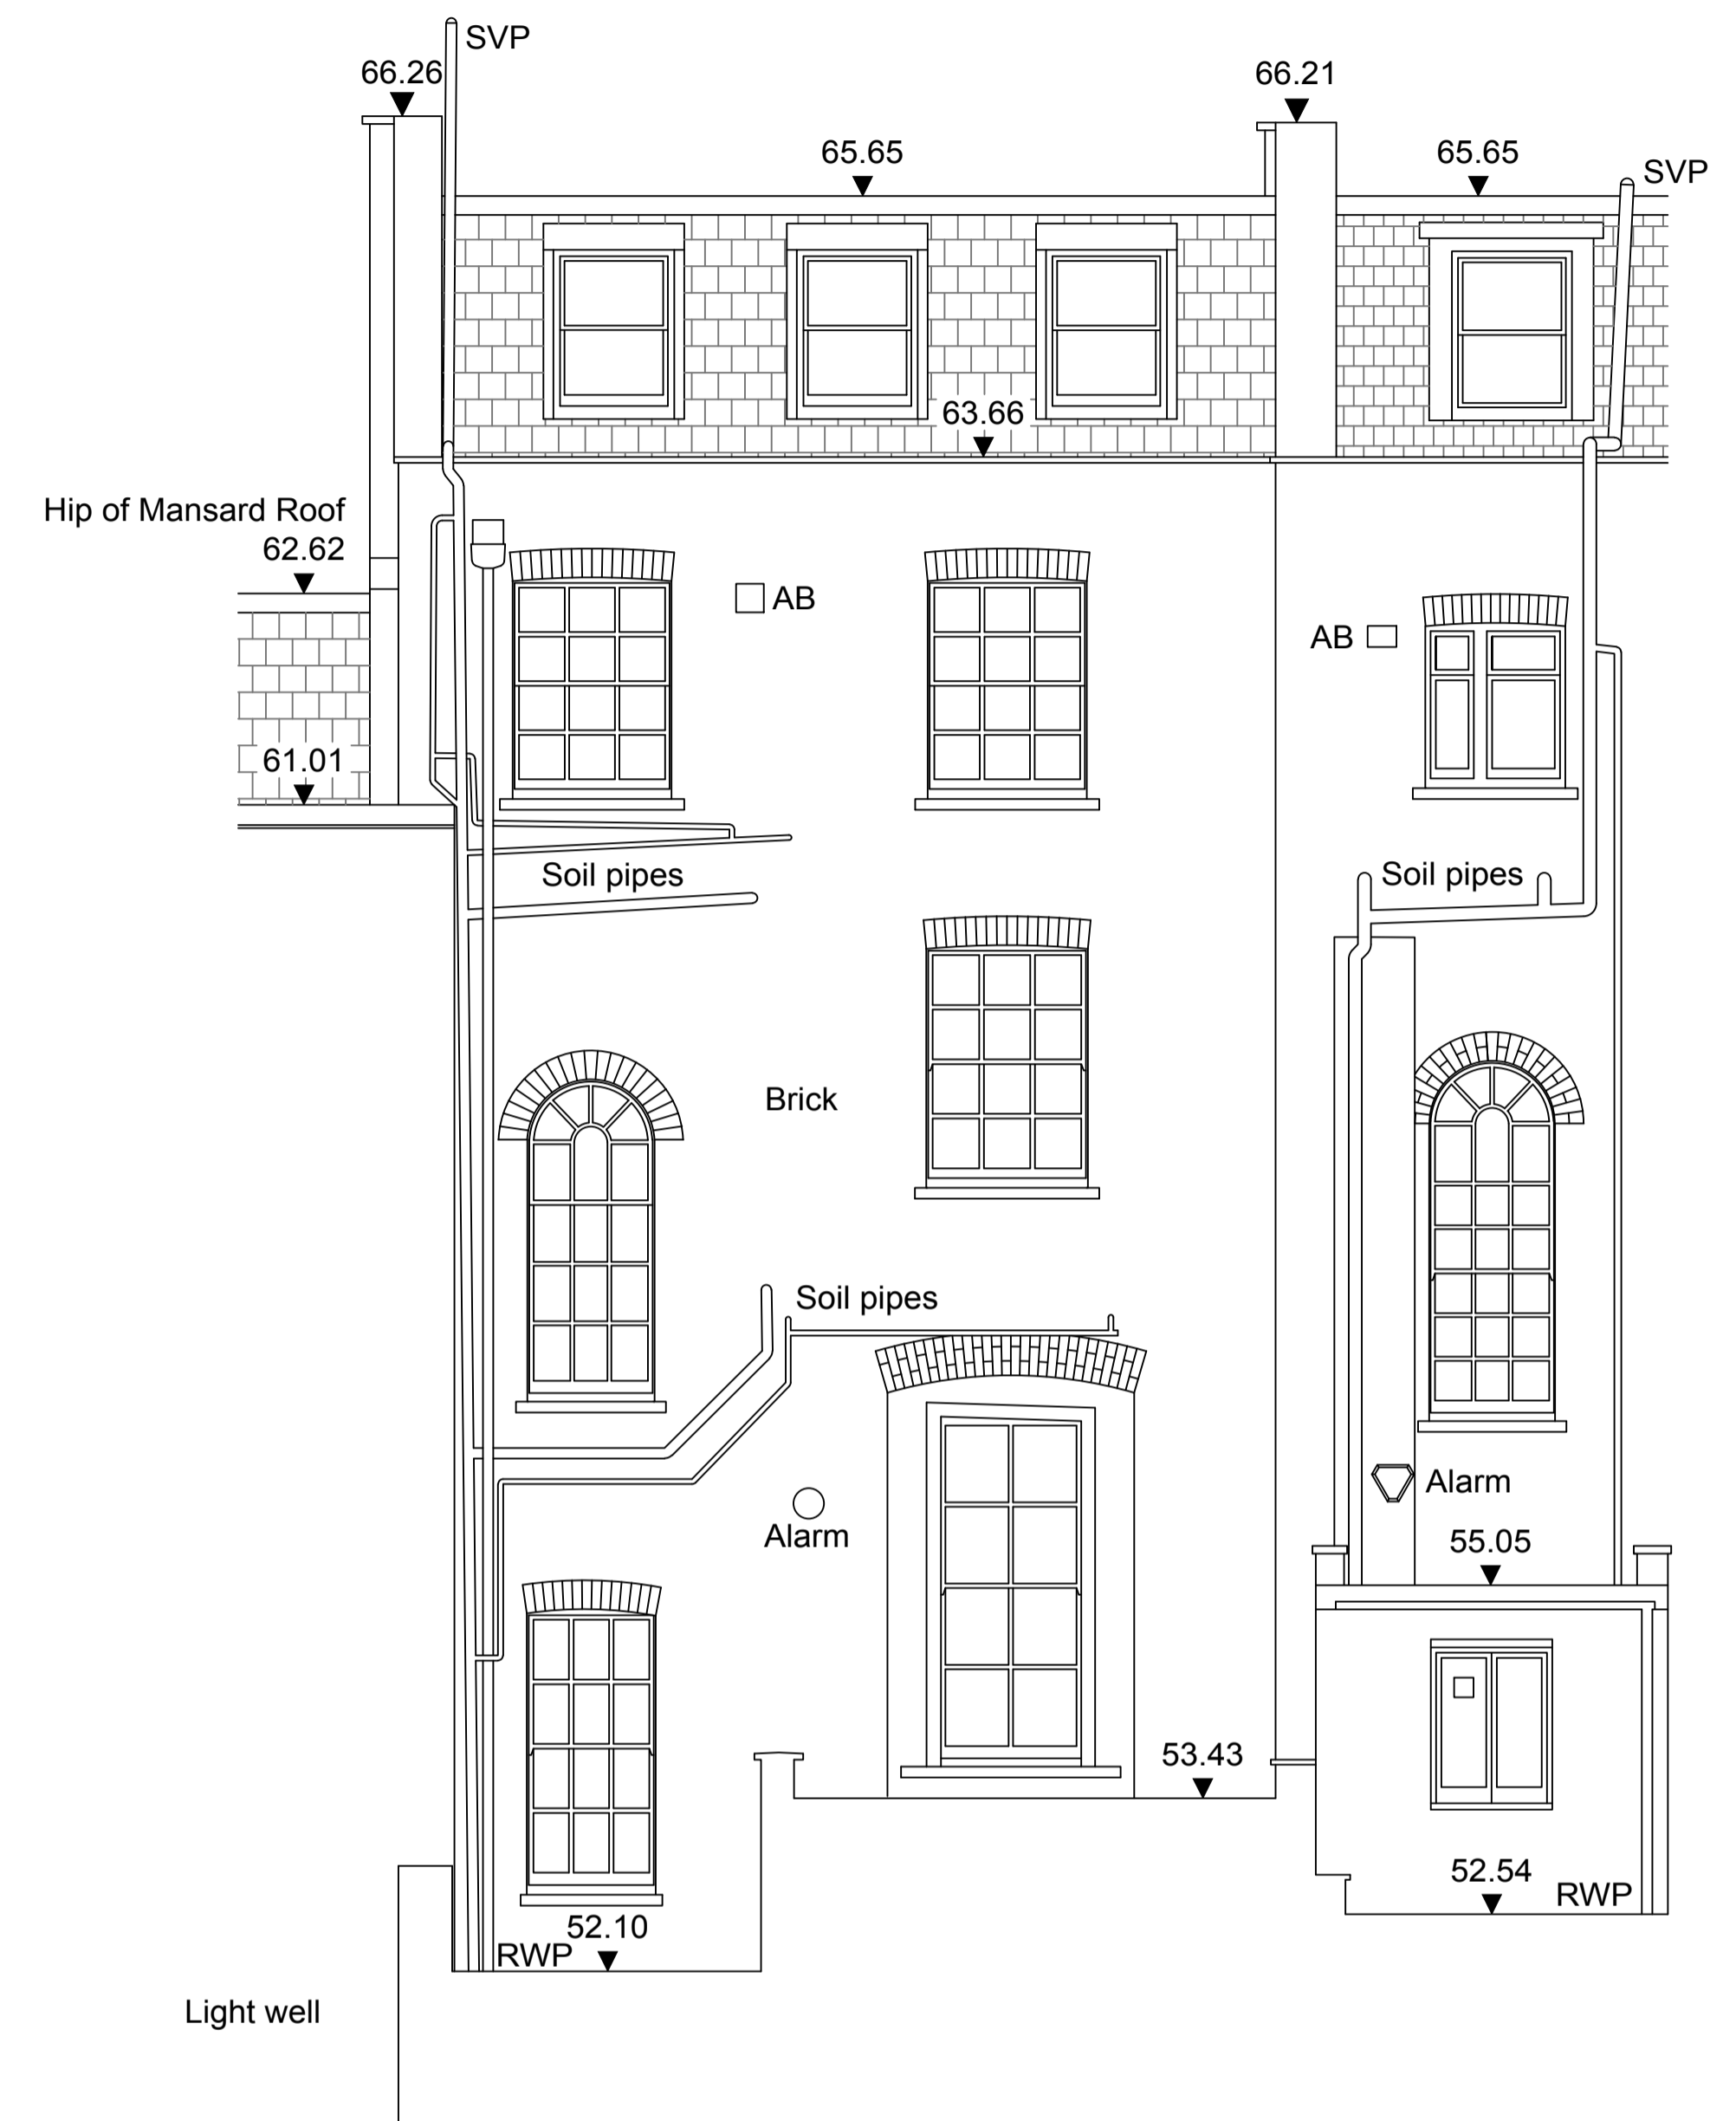 SVP
66.26
66.21
65.65
65.65
SVP
63.66
Hip of Mansard Roof
62.62
AB
AB
61.01
Soil pipes
Soil pipes
Brick
Soil pipes
Alarm
Alarm
55.05
53.43
52.54
RWP
52.10
RWP
Light well